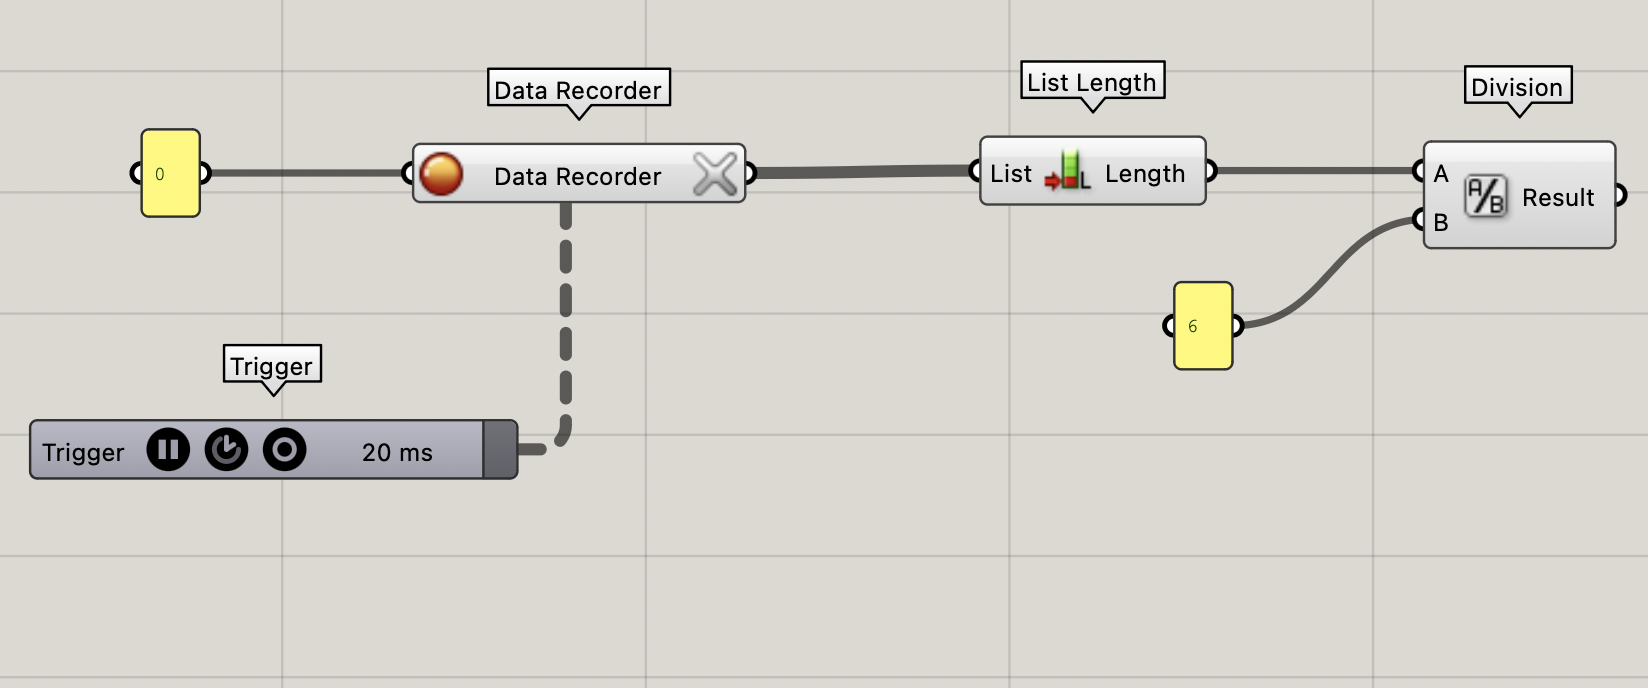 Data Recorder
List Length
Division
0
Data Recorder
List
L
Length
A
B
A/B
Result
6
Trigger
Trigger
20 ms